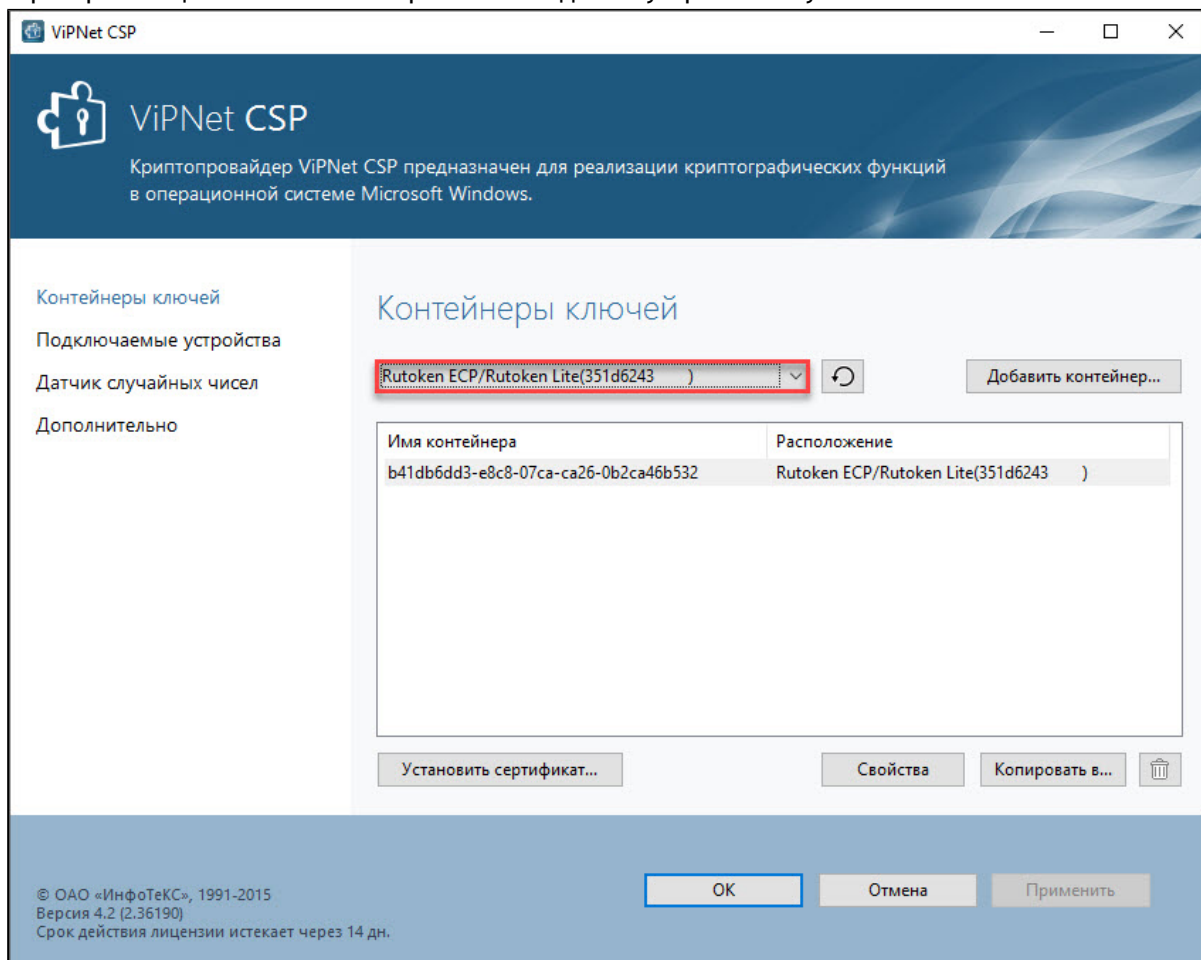 ViPNet CSP
ViPNet CSP
Криптопровайдер ViPNet CSP предназначен для реализации криптографических функций
в операционной системе Microsoft Windows.
Контейнеры ключей
Подключаемые устройства
Датчик случайных чисел
Дополнительно
Контейнеры ключей
Rutoken ECP/Rutoken Lite(351d6243 )
Добавить контейнер...
Имя контейнера Расположение
b41db6dd3-e8c8-07ca-ca26-0b2ca46b532 Rutoken ECP/Rutoken Lite(351d6243 )
Установить сертификат... Свойства Копировать в...
© ОАО «ИнфоТеКС», 1991-2015
Версия 4.2 (2.36190)
Срок действия лицензии истекает через 14 дн.
OK Отмена Применить